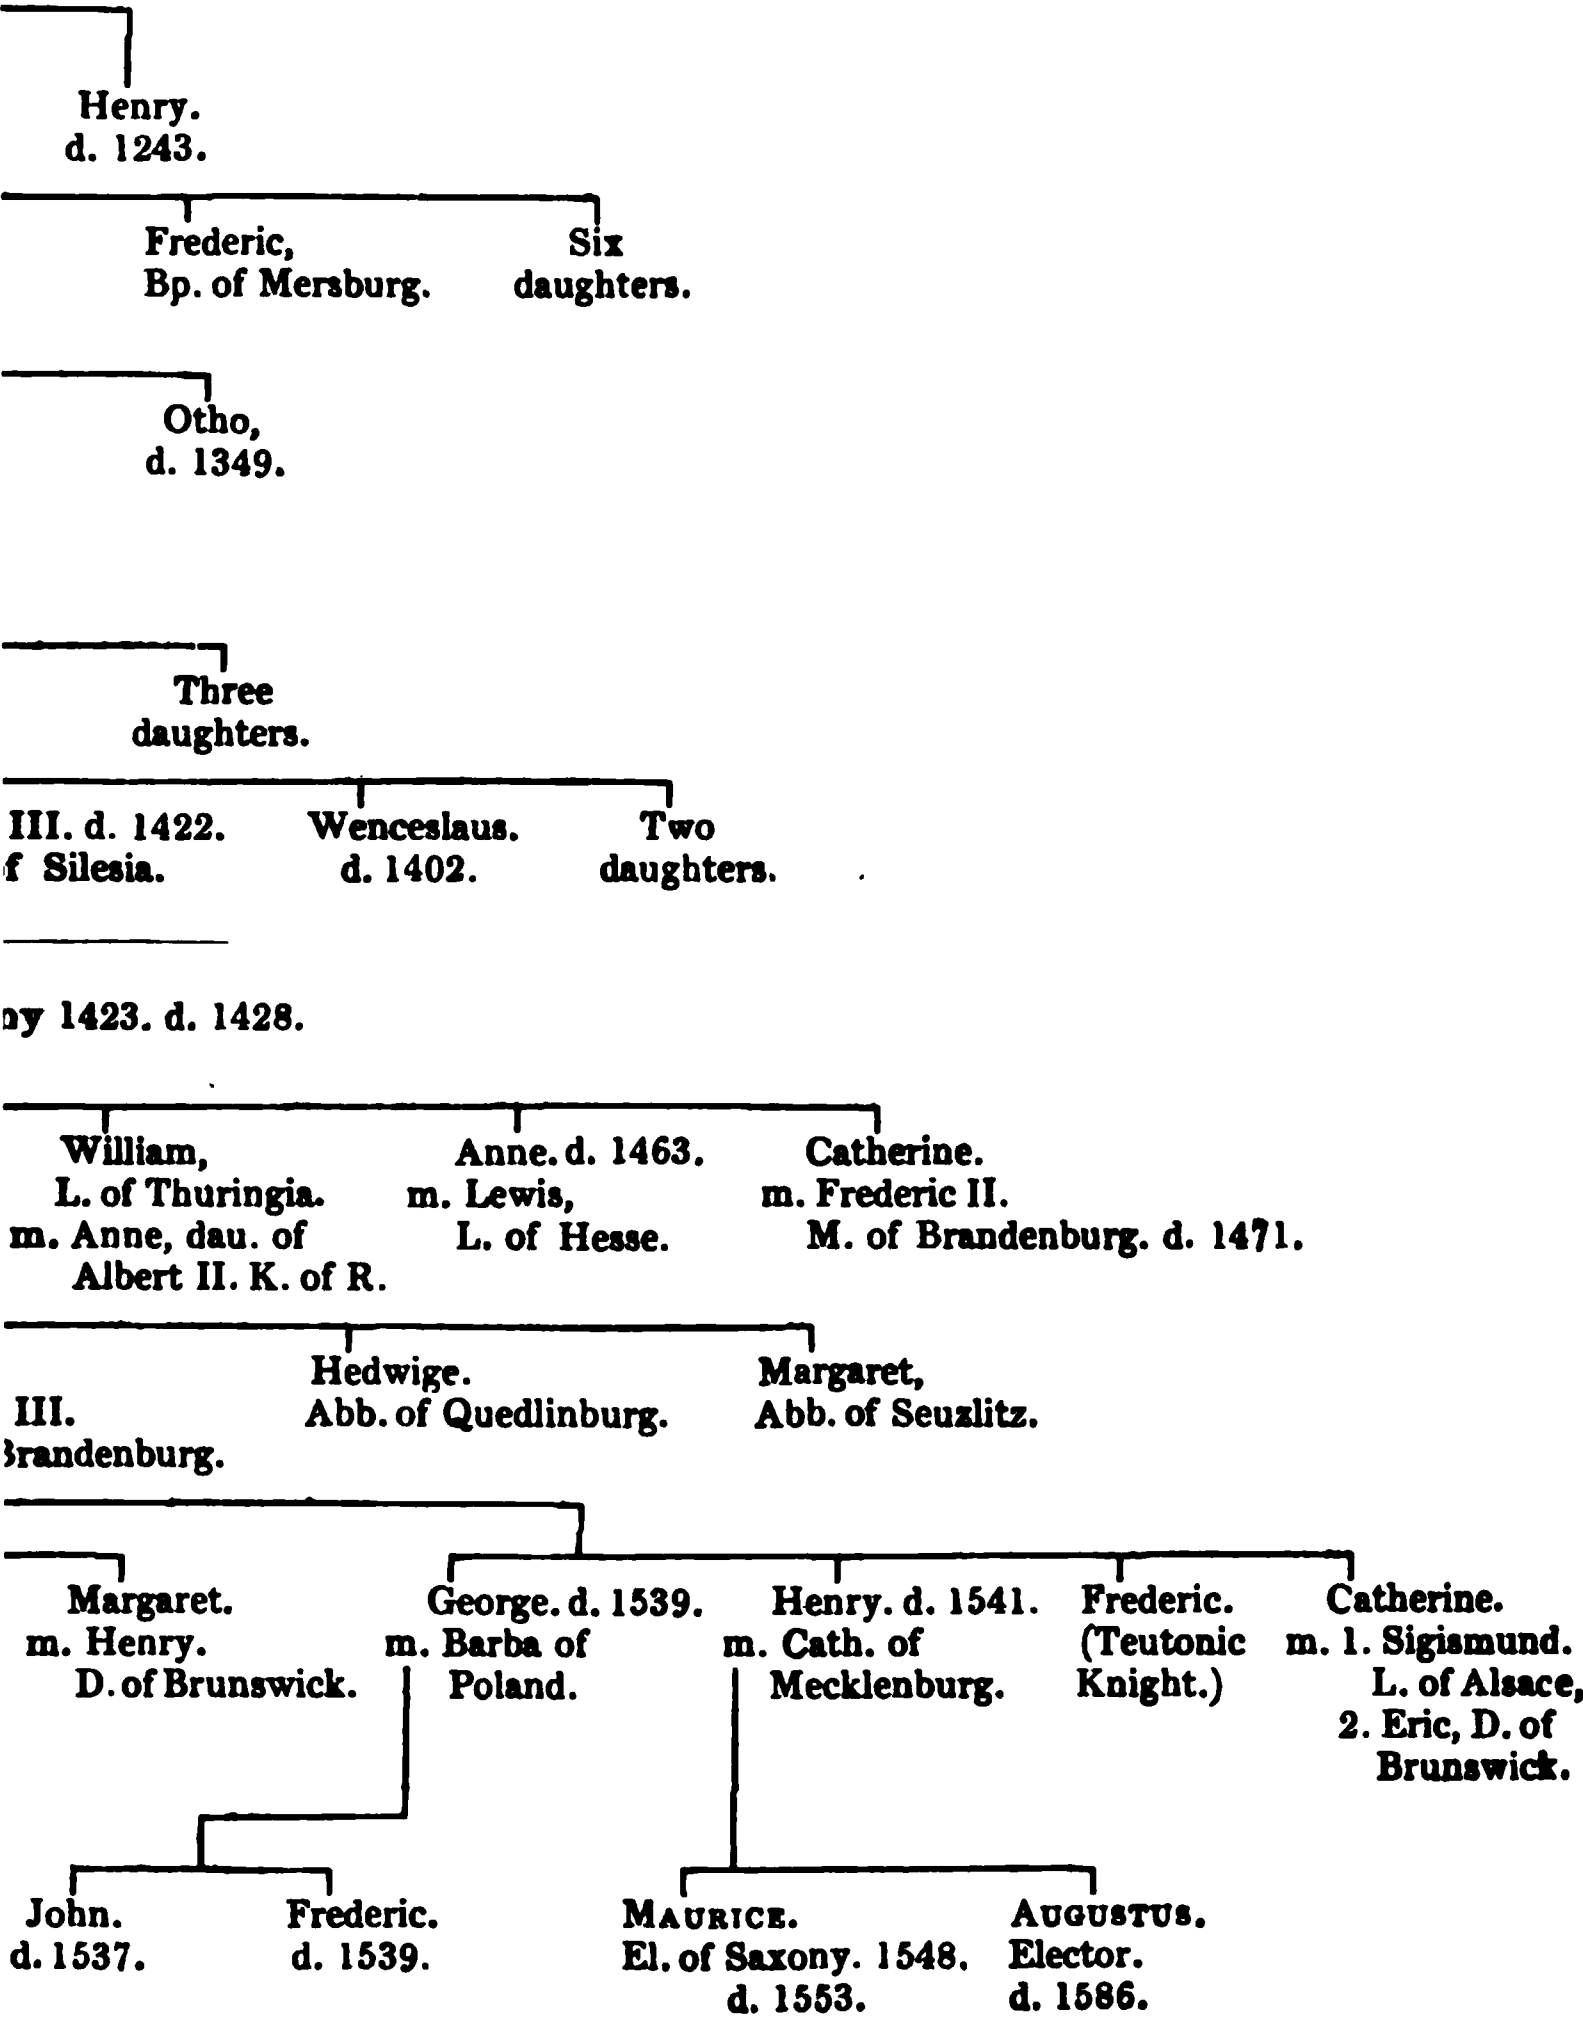 Henry.
d. 1243.
Frederic,
Bp. of Mersburg.
Six
daughters.
Otho,
d. 1349.
Three
daughters.
III. d. 1422.
of Silesia.
Wenceslaus.
d. 1402.
Two
daughters.
ny 1423. d. 1428.
William,
L. of Thuringia.
m. Anne, dau. of
Albert II. K. of R.
Anne. d. 1463.
m. Lewis,
L. of Hesse.
Catherine.
m. Frederic II.
M. of Brandenburg. d. 1471.
III.
Brandenburg.
Hedwige.
Abb. of Quedlinburg.
Margaret,
Abb. of Seuzlitz.
Margaret.
m. Henry.
D. of Brunswick.
George. d. 1539.
m. Barba of
Poland.
Henry. d. 1541.
m. Cath. of
Mecklenburg.
Frederic.
(Teutonic
Knight.)
Catherine.
m. 1. Sigismund.
L. of Alsace,
2. Eric, D. of
Brunswick.
John.
d. 1537.
Frederic.
d. 1539.
MAURICE.
El. of Saxony. 1548.
d. 1553.
AUGUSTUS.
Elector.
d. 1586.